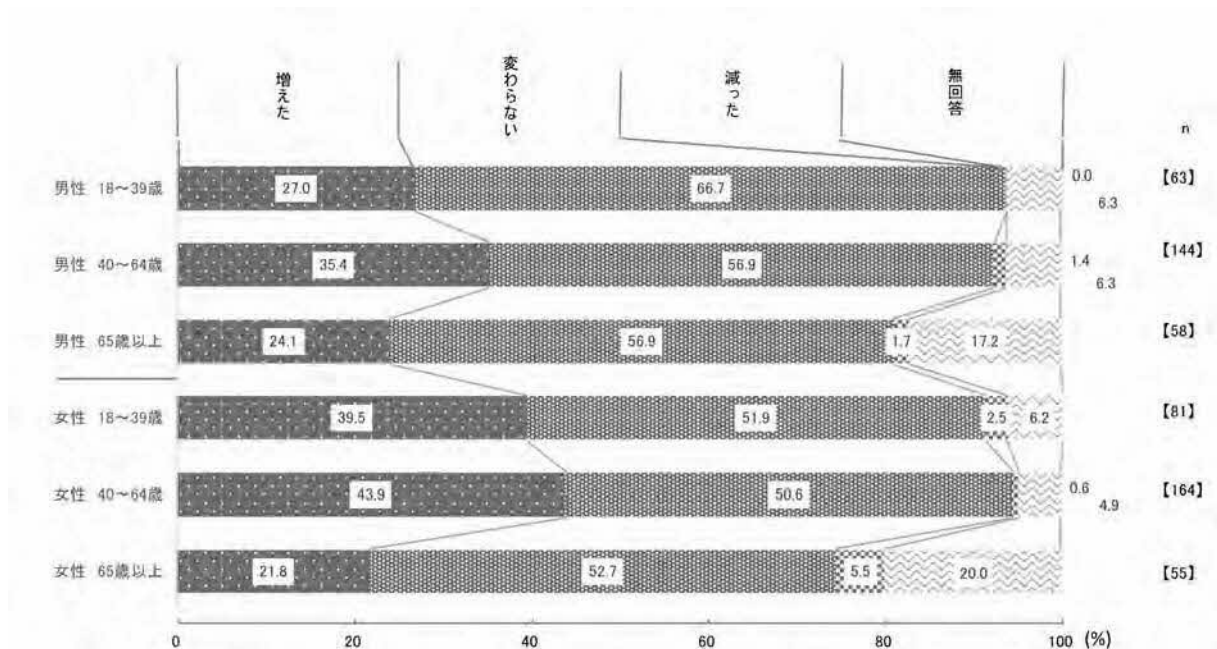 増えた
変わらない
減った
無回答
n
男性 18～39歳 27.0 66.7 0.0 6.3 【63】
男性 40～64歳 35.4 56.9 1.4 6.3 【144】
男性 65歳以上 24.1 56.9 1.7 17.2 【58】
女性 18～39歳 39.5 51.9 2.5 6.2 【81】
女性 40～64歳 43.9 50.6 0.6 4.9 【164】
女性 65歳以上 21.8 52.7 5.5 20.0 【55】
0 20 40 60 80 100 (%)